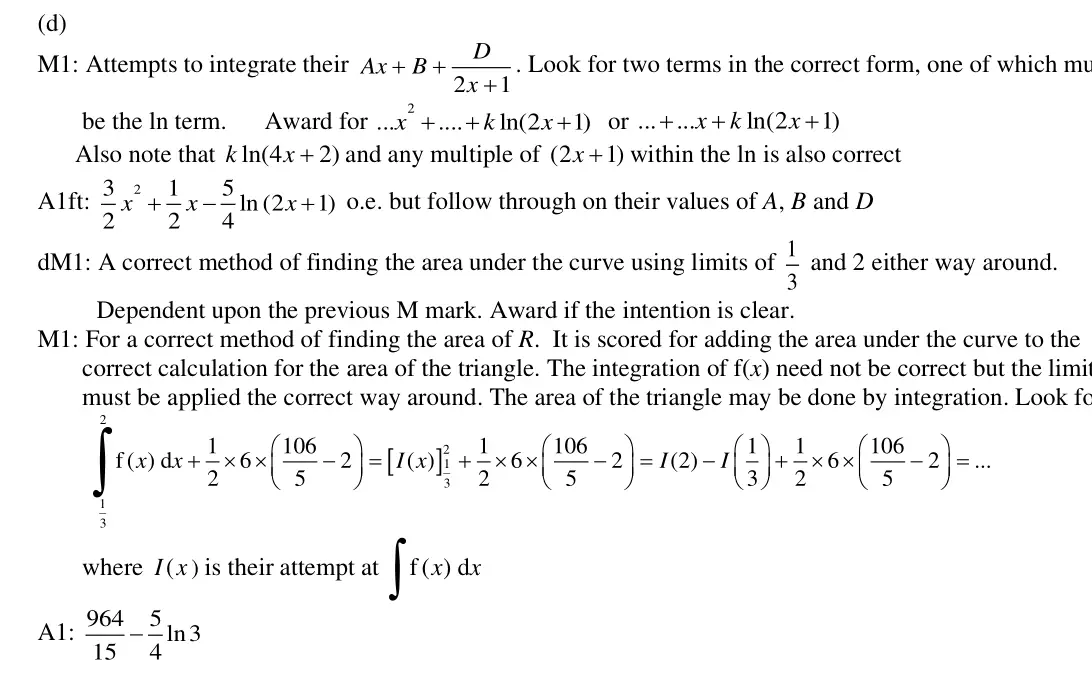 (d)
M1: Attempts to integrate their Ax + B + D/(2x+1). Look for two terms in the correct form, one of which mu
be the ln term. Award for ...x² + .... + k ln(2x+1) or ... + ...x + k ln(2x+1)
Also note that k ln(4x + 2) and any multiple of (2x+1) within the ln is also correct
A1ft: 3/2 x² + 1/2 x − 5/4 ln (2x+1) o.e. but follow through on their values of A, B and D
dM1: A correct method of finding the area under the curve using limits of 1/3 and 2 either way around.
Dependent upon the previous M mark. Award if the intention is clear.
M1: For a correct method of finding the area of R. It is scored for adding the area under the curve to the
correct calculation for the area of the triangle. The integration of f(x) need not be correct but the limit
must be applied the correct way around. The area of the triangle may be done by integration. Look fo
∫_{1/3}^{2} f(x) dx + 1/2 × 6 × (106/5 − 2) = [I(x)]_{1/3}^{2} + 1/2 × 6 × (106/5 − 2) = I(2) − I(1/3) + 1/2 × 6 × (106/5 − 2) = ...
where I(x) is their attempt at ∫ f(x) dx
A1: 964/15 − 5/4 ln 3